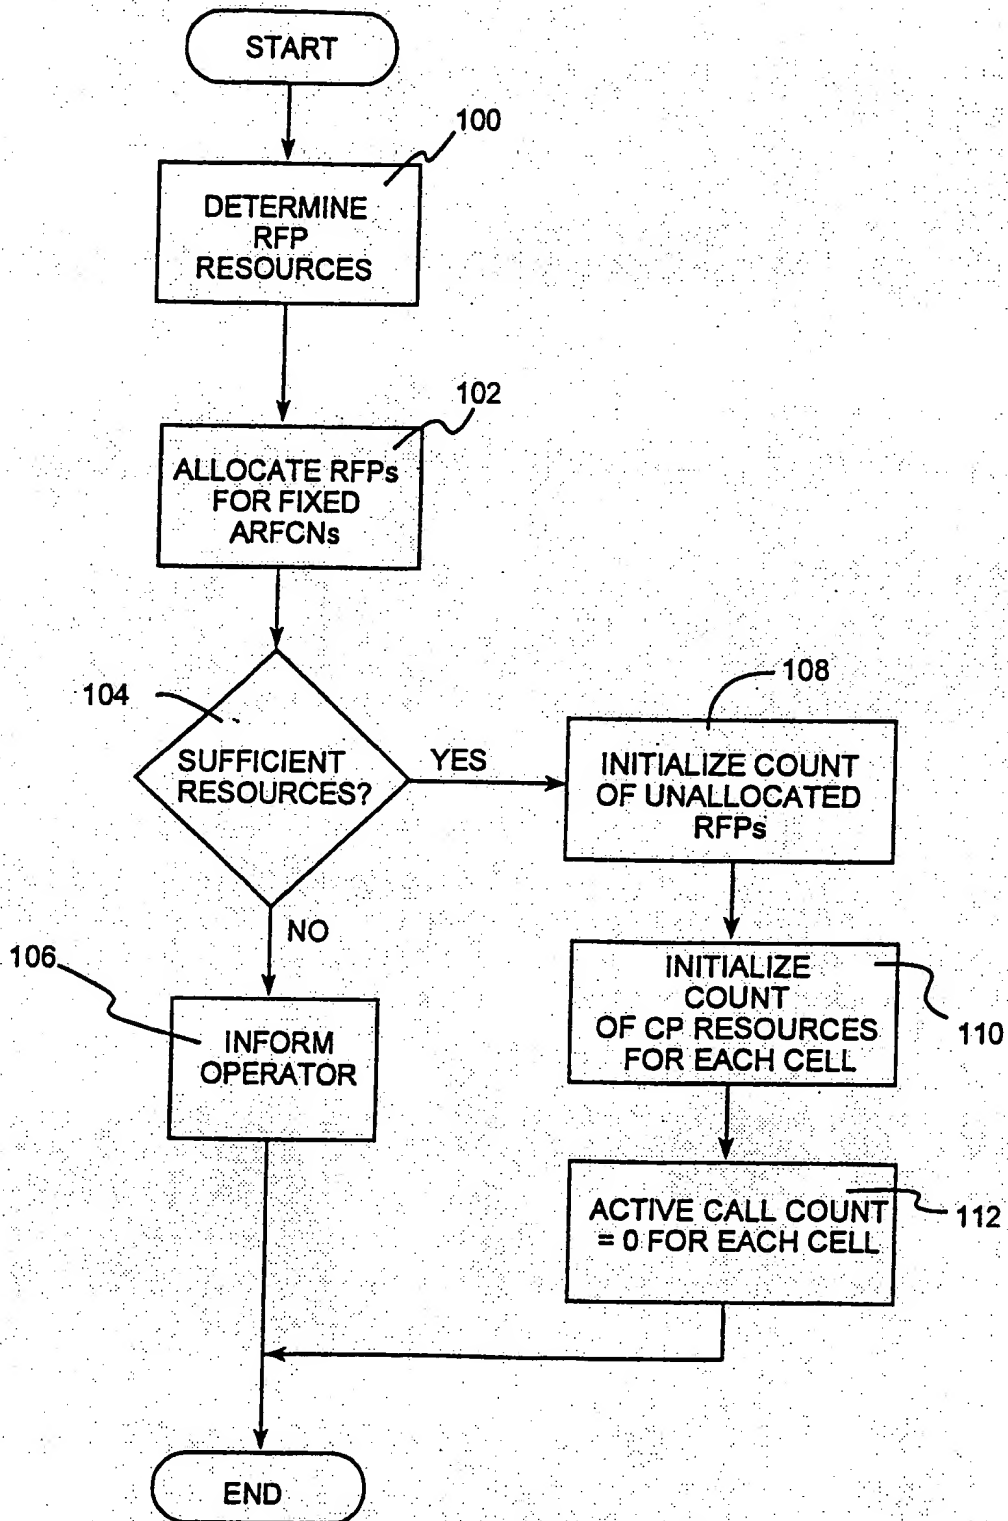 START
100
DETERMINE
RFP
RESOURCES
102
ALLOCATE RFPs
FOR FIXED
ARFCNs
104
SUFFICIENT
RESOURCES?
YES
NO
108
INITIALIZE COUNT
OF UNALLOCATED
RFPs
106
INFORM
OPERATOR
INITIALIZE
COUNT
OF CP RESOURCES
FOR EACH CELL
110
ACTIVE CALL COUNT
= 0 FOR EACH CELL
112
END